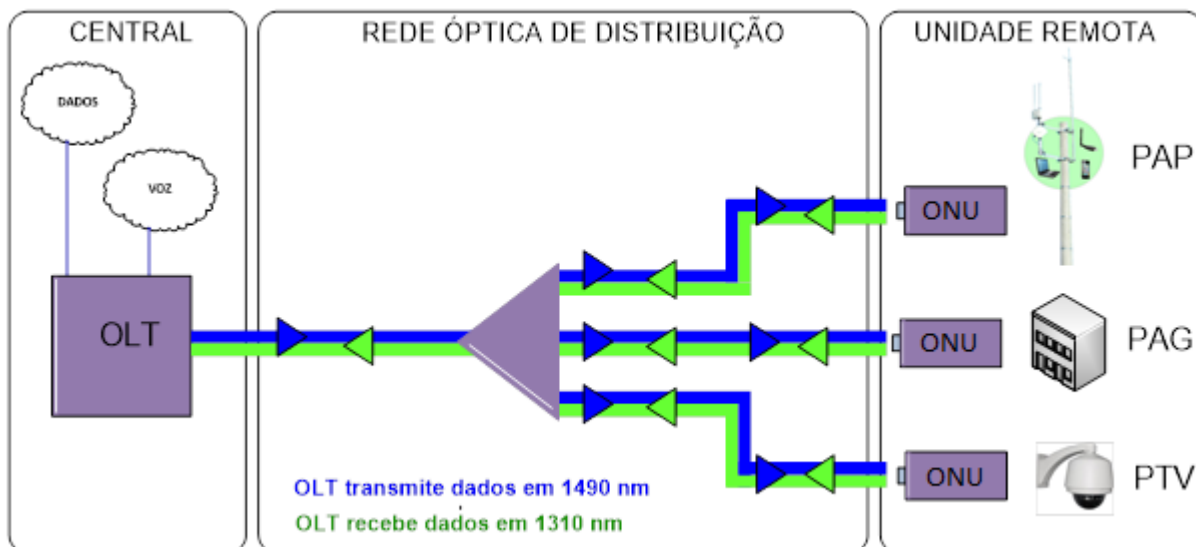 CENTRAL
REDE ÓPTICA DE DISTRIBUIÇÃO
UNIDADE REMOTA
DADOS
VOZ
OLT
ONU
PAP
ONU
PAG
ONU
PTV
OLT transmite dados em 1490 nm
OLT recebe dados em 1310 nm